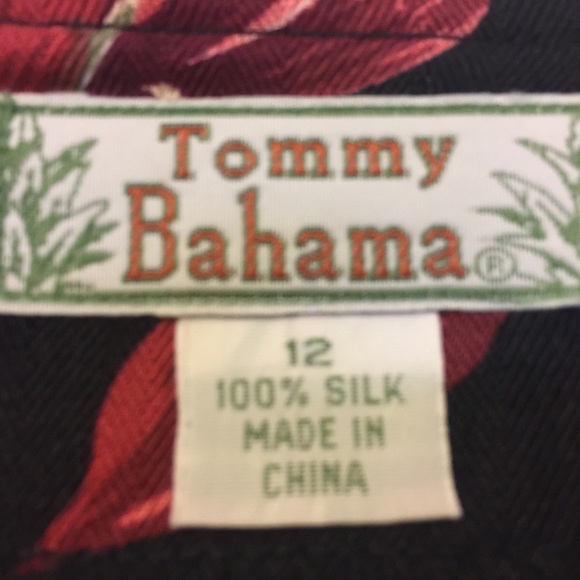 Tommy
Bahama®
12
100% SILK
MADE IN
CHINA